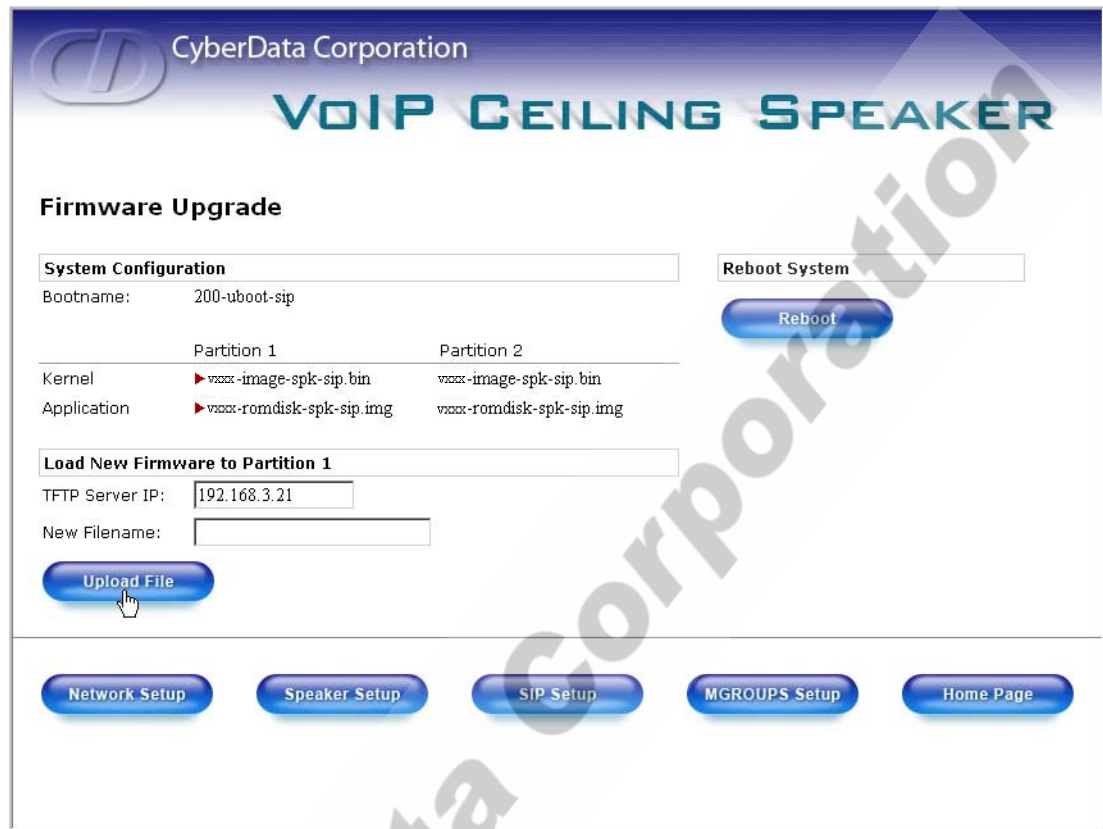 CyberData Corporation
VoIP Ceiling Speaker
Firmware Upgrade
System Configuration
Reboot System
Bootname: 200-uboot-sip
Reboot
Partition 1 Partition 2
Kernel vxxx-image-spk-sip.bin vxxx-image-spk-sip.bin
Application vxxx-romdisk-spk-sip.img vxxx-romdisk-spk-sip.img
Load New Firmware to Partition 1
TFTP Server IP: 192.168.3.21
New Filename:
Upload File
Network Setup Speaker Setup SIP Setup MGROUPS Setup Home Page
ta Corporation